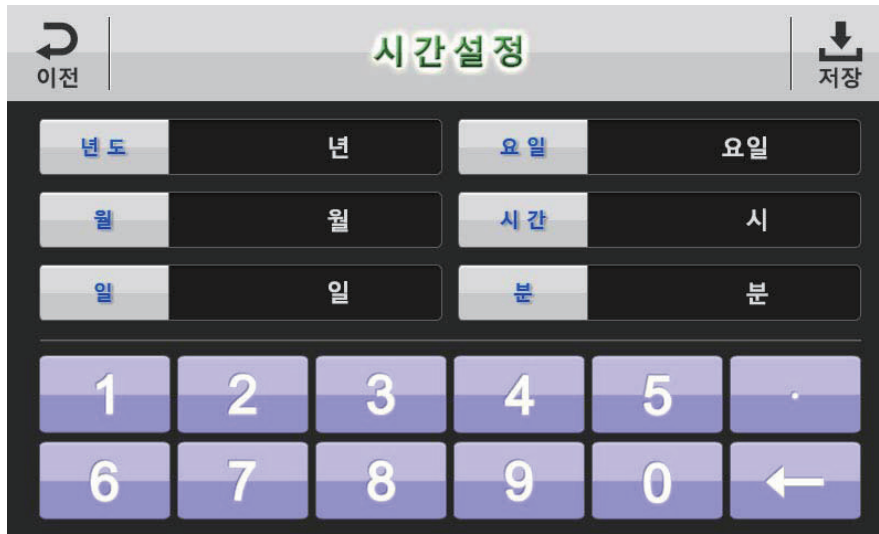 이전 시간설정 저장
년도 년 요일 요일
월 월 시간 시
일 일 분 분
1 2 3 4 5 .
6 7 8 9 0